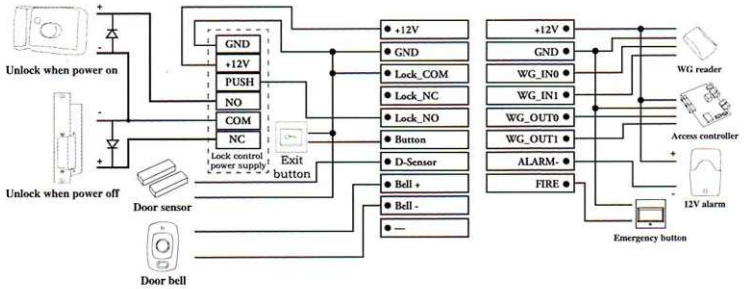 +
-
Unlock when power on
-
+
Unlock when power off
GND
+12V
PUSH
NO
COM
NC
Lock control
power supply
Exit
button
Door sensor
Door bell
+12V
GND
Lock_COM
Lock_NC
Lock_NO
Button
D-Sensor
Bell +
Bell -
—
+12V
GND
WG_IN0
WG_IN1
WG_OUT0
WG_OUT1
ALARM-
FIRE
WG reader
Access controller
+
-
12V alarm
Emergency button